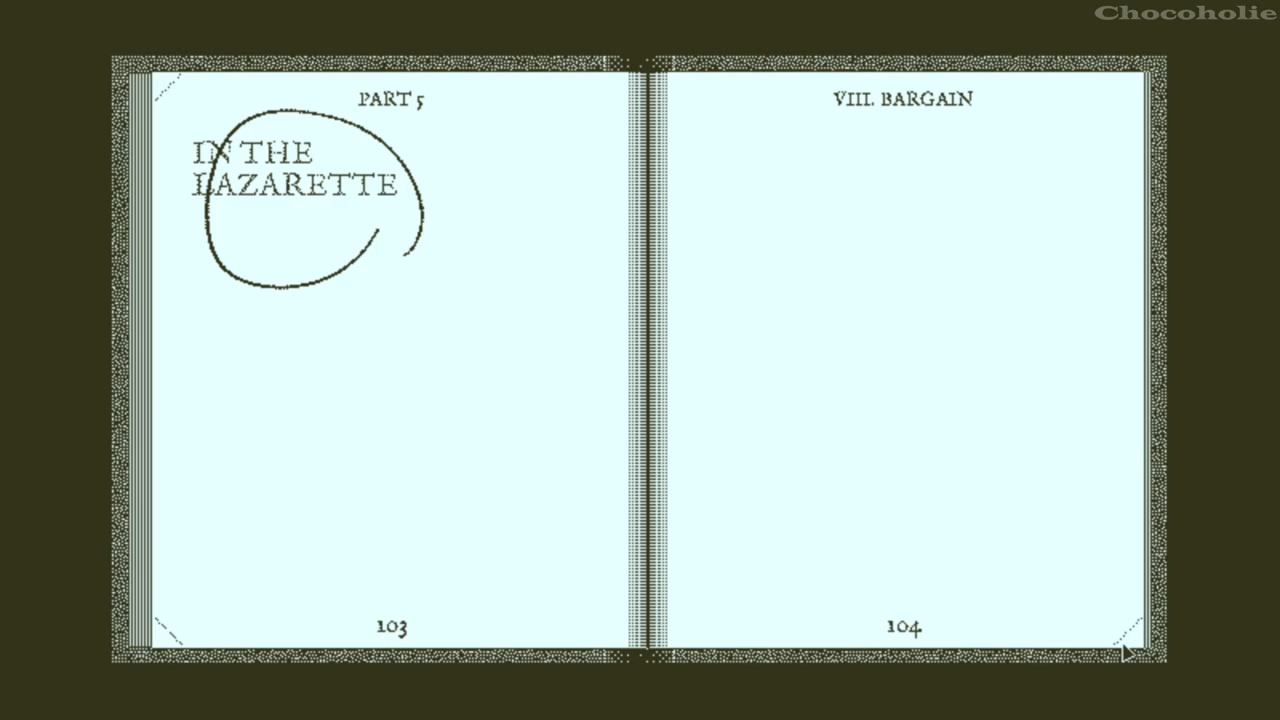 Chocoholie
PART 5
IN THE
LAZARETTE
103
VIII. BARGAIN
104